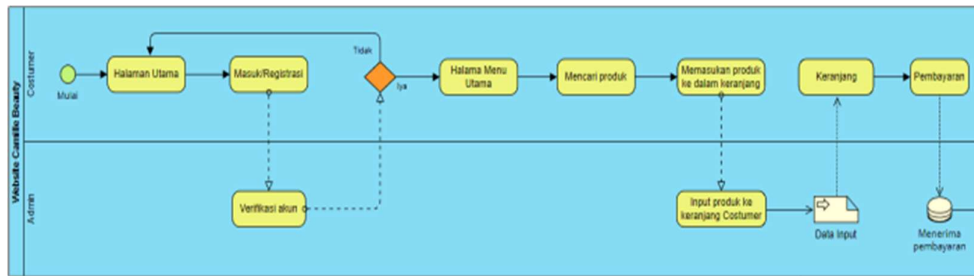 Website Camille Beauty
Costumer
Mulai
Halaman Utama
Masuk/Registrasi
Tidak
Iya
Halama Menu
Utama
Mencari produk
Memasukan produk
ke dalam keranjang
Keranjang
Pembayaran
Admin
Verifikasi akun
Input produk ke
keranjang Costumer
Data Input
Menerima
pembayaran